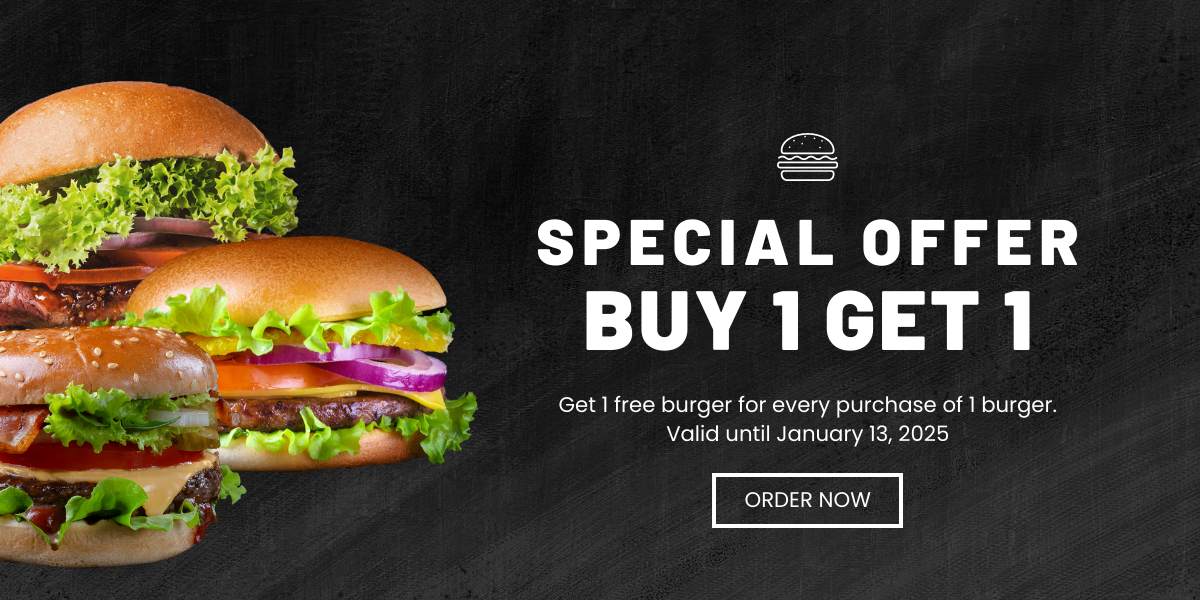 SPECIAL OFFER
BUY 1 GET 1
Get 1 free burger for every purchase of 1 burger.
Valid until January 13, 2025
ORDER NOW